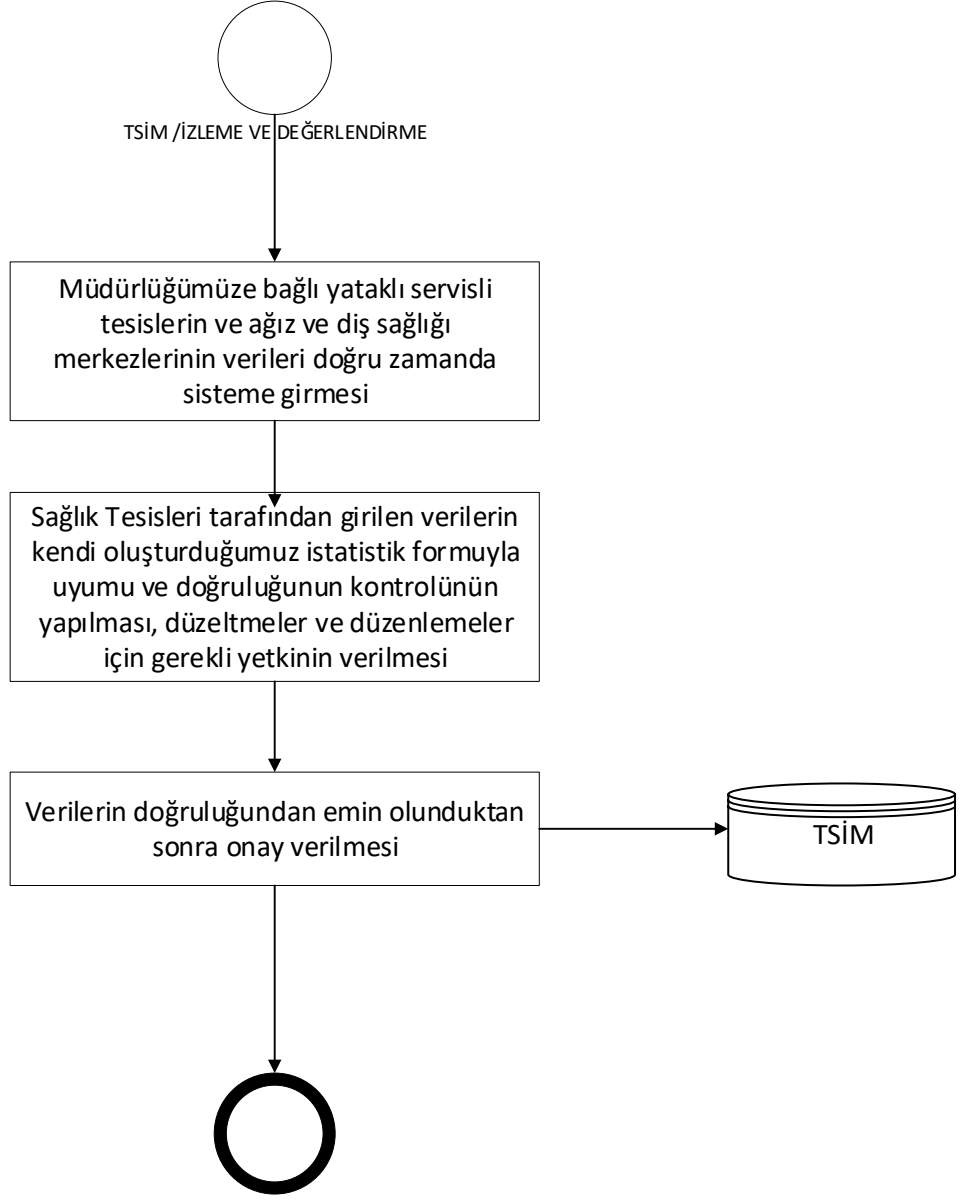 TSİM /İZLEME VE DEĞERLENDİRME
Müdürlüğümüze bağlı yataklı servisli
tesislerin ve ağız ve diş sağlığı
merkezlerinin verileri doğru zamanda
sisteme girmesi
Sağlık Tesisleri tarafından girilen verilerin
kendi oluşturduğumuz istatistik formuyla
uyumu ve doğruluğunun kontrolünün
yapılması, düzeltmeler ve düzenlemeler
için gerekli yetkinin verilmesi
Verilerin doğruluğundan emin olunduktan
sonra onay verilmesi
TSİM